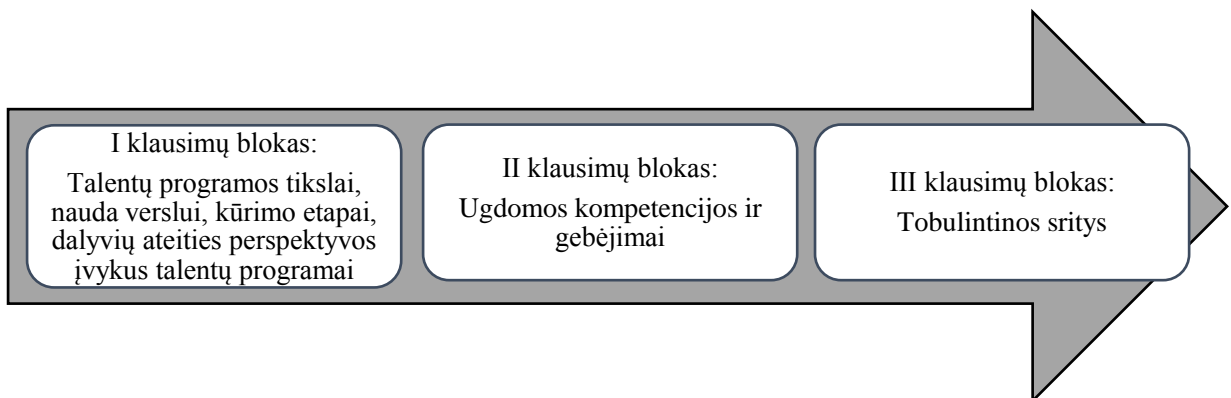 I klausimų blokas:
Talentų programos tikslai,
nauda verslui, kūrimo etapai,
dalyvių ateities perspektyvos
įvykus talentų programai
II klausimų blokas:
Ugdomos kompetencijos ir
gebėjimai
III klausimų blokas:
Tobulintinos sritys